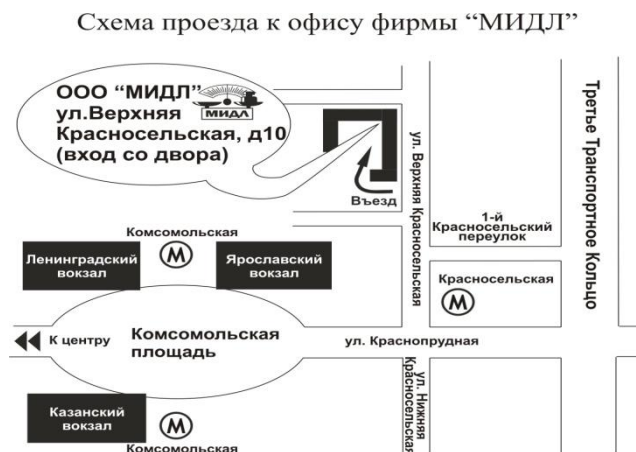 Схема проезда к офису фирмы “МИДЛ”
ООО “МИДЛ”
ул.Верхняя
Красносельская, д10
(вход со двора)
МИДЛ
Въезд
ул. Верхняя Красносельская
1-й
Красносельский
переулок
Третье Транспортное Кольцо
Комсомольская
М
Ленинградский
вокзал
Ярославский
вокзал
Красносельская
М
К центру
Комсомольская
площадь
ул. Краснопрудная
ул. Нижняя
Красносельская
Казанский
вокзал
М
Комсомольская